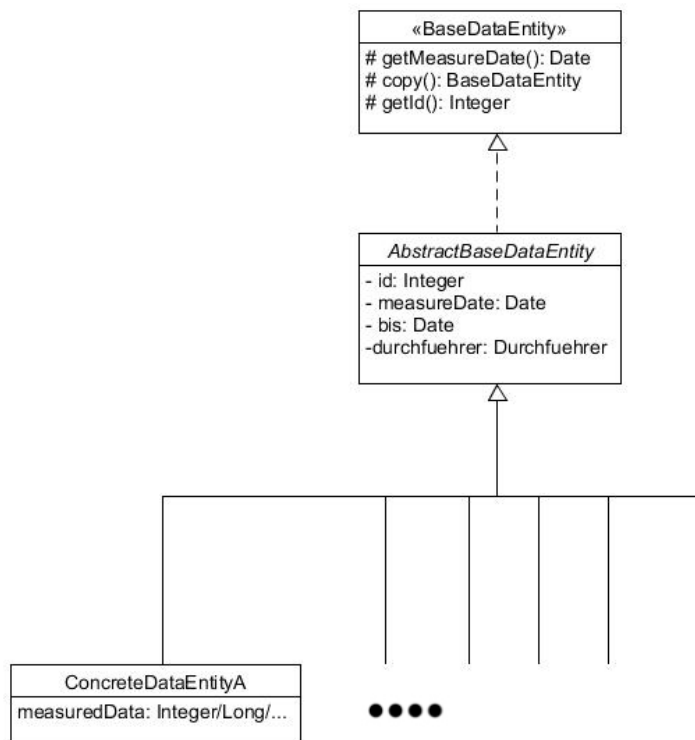 «BaseDataEntity»
# getMeasureDate(): Date
# copy(): BaseDataEntity
# getId(): Integer
AbstractBaseDataEntity
- id: Integer
- measureDate: Date
- bis: Date
-durchfuehrer: Durchfuehrer
ConcreteDataEntityA
measuredData: Integer/Long/...